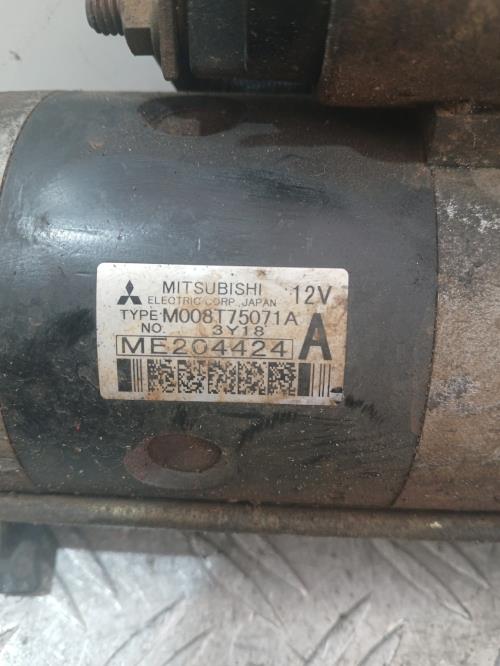 MITSUBISHI 12V
ELECTRIC CORP. JAPAN
TYPE M008T75071A
NO. 3Y18
ME204424 A